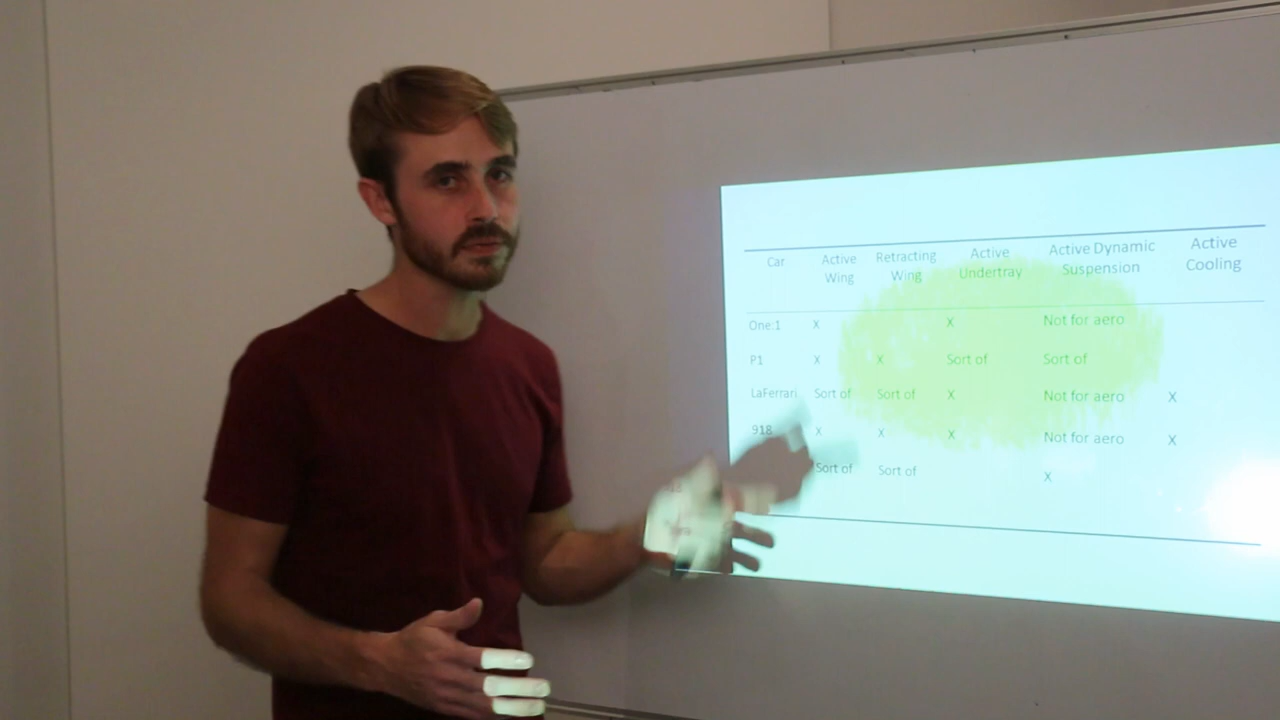 Car Active Wing Retracting Wing Active Undertray Active Dynamic Suspension Active Cooling
One:1 X X Not for aero
P1 X X Sort of Sort of
LaFerrari Sort of Sort of X Not for aero X
918 X X X Not for aero X
Sort of Sort of X